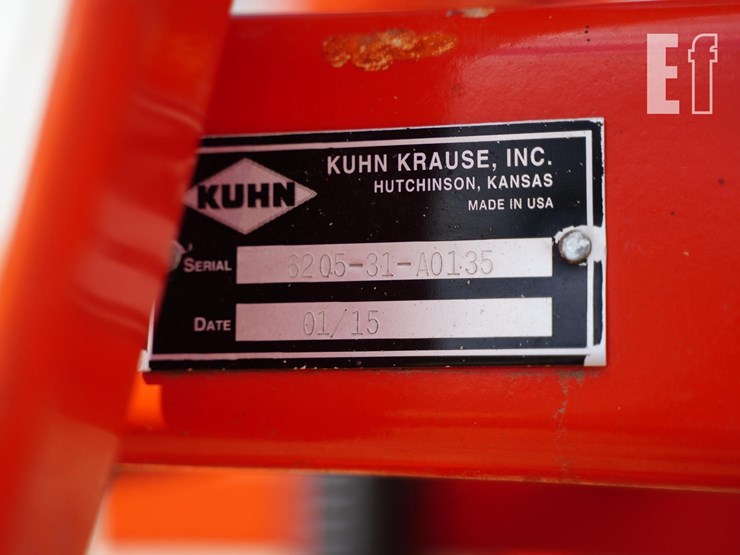 Ef
KUHN KRAUSE, INC.
HUTCHINSON, KANSAS
MADE IN USA
KUHN
SERIAL 6205-31-A0135
DATE 01/15